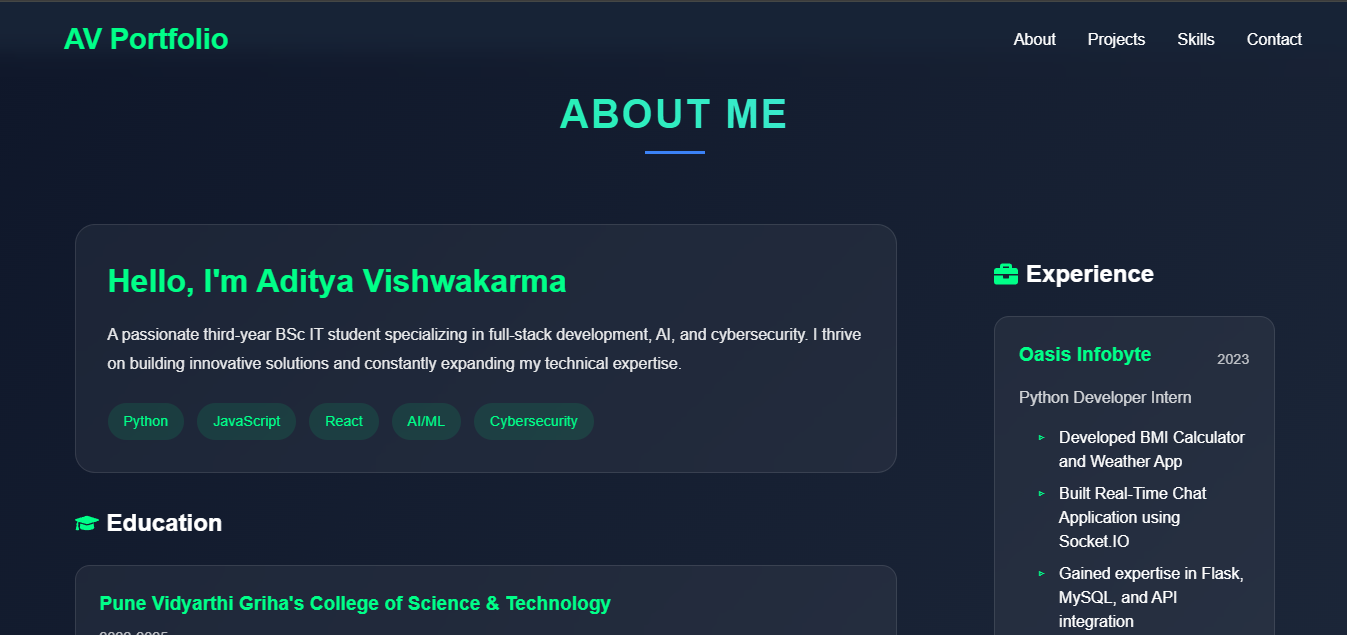 AV Portfolio
About
Projects
Skills
Contact
ABOUT ME
Hello, I'm Aditya Vishwakarma
A passionate third-year BSc IT student specializing in full-stack development, AI, and cybersecurity. I thrive
on building innovative solutions and constantly expanding my technical expertise.
Python
JavaScript
React
AI/ML
Cybersecurity
Education
Pune Vidyarthi Griha's College of Science & Technology
Experience
Oasis Infobyte
2023
Python Developer Intern
Developed BMI Calculator
and Weather App
Built Real-Time Chat
Application using
Socket.IO
Gained expertise in Flask,
MySQL, and API
integration